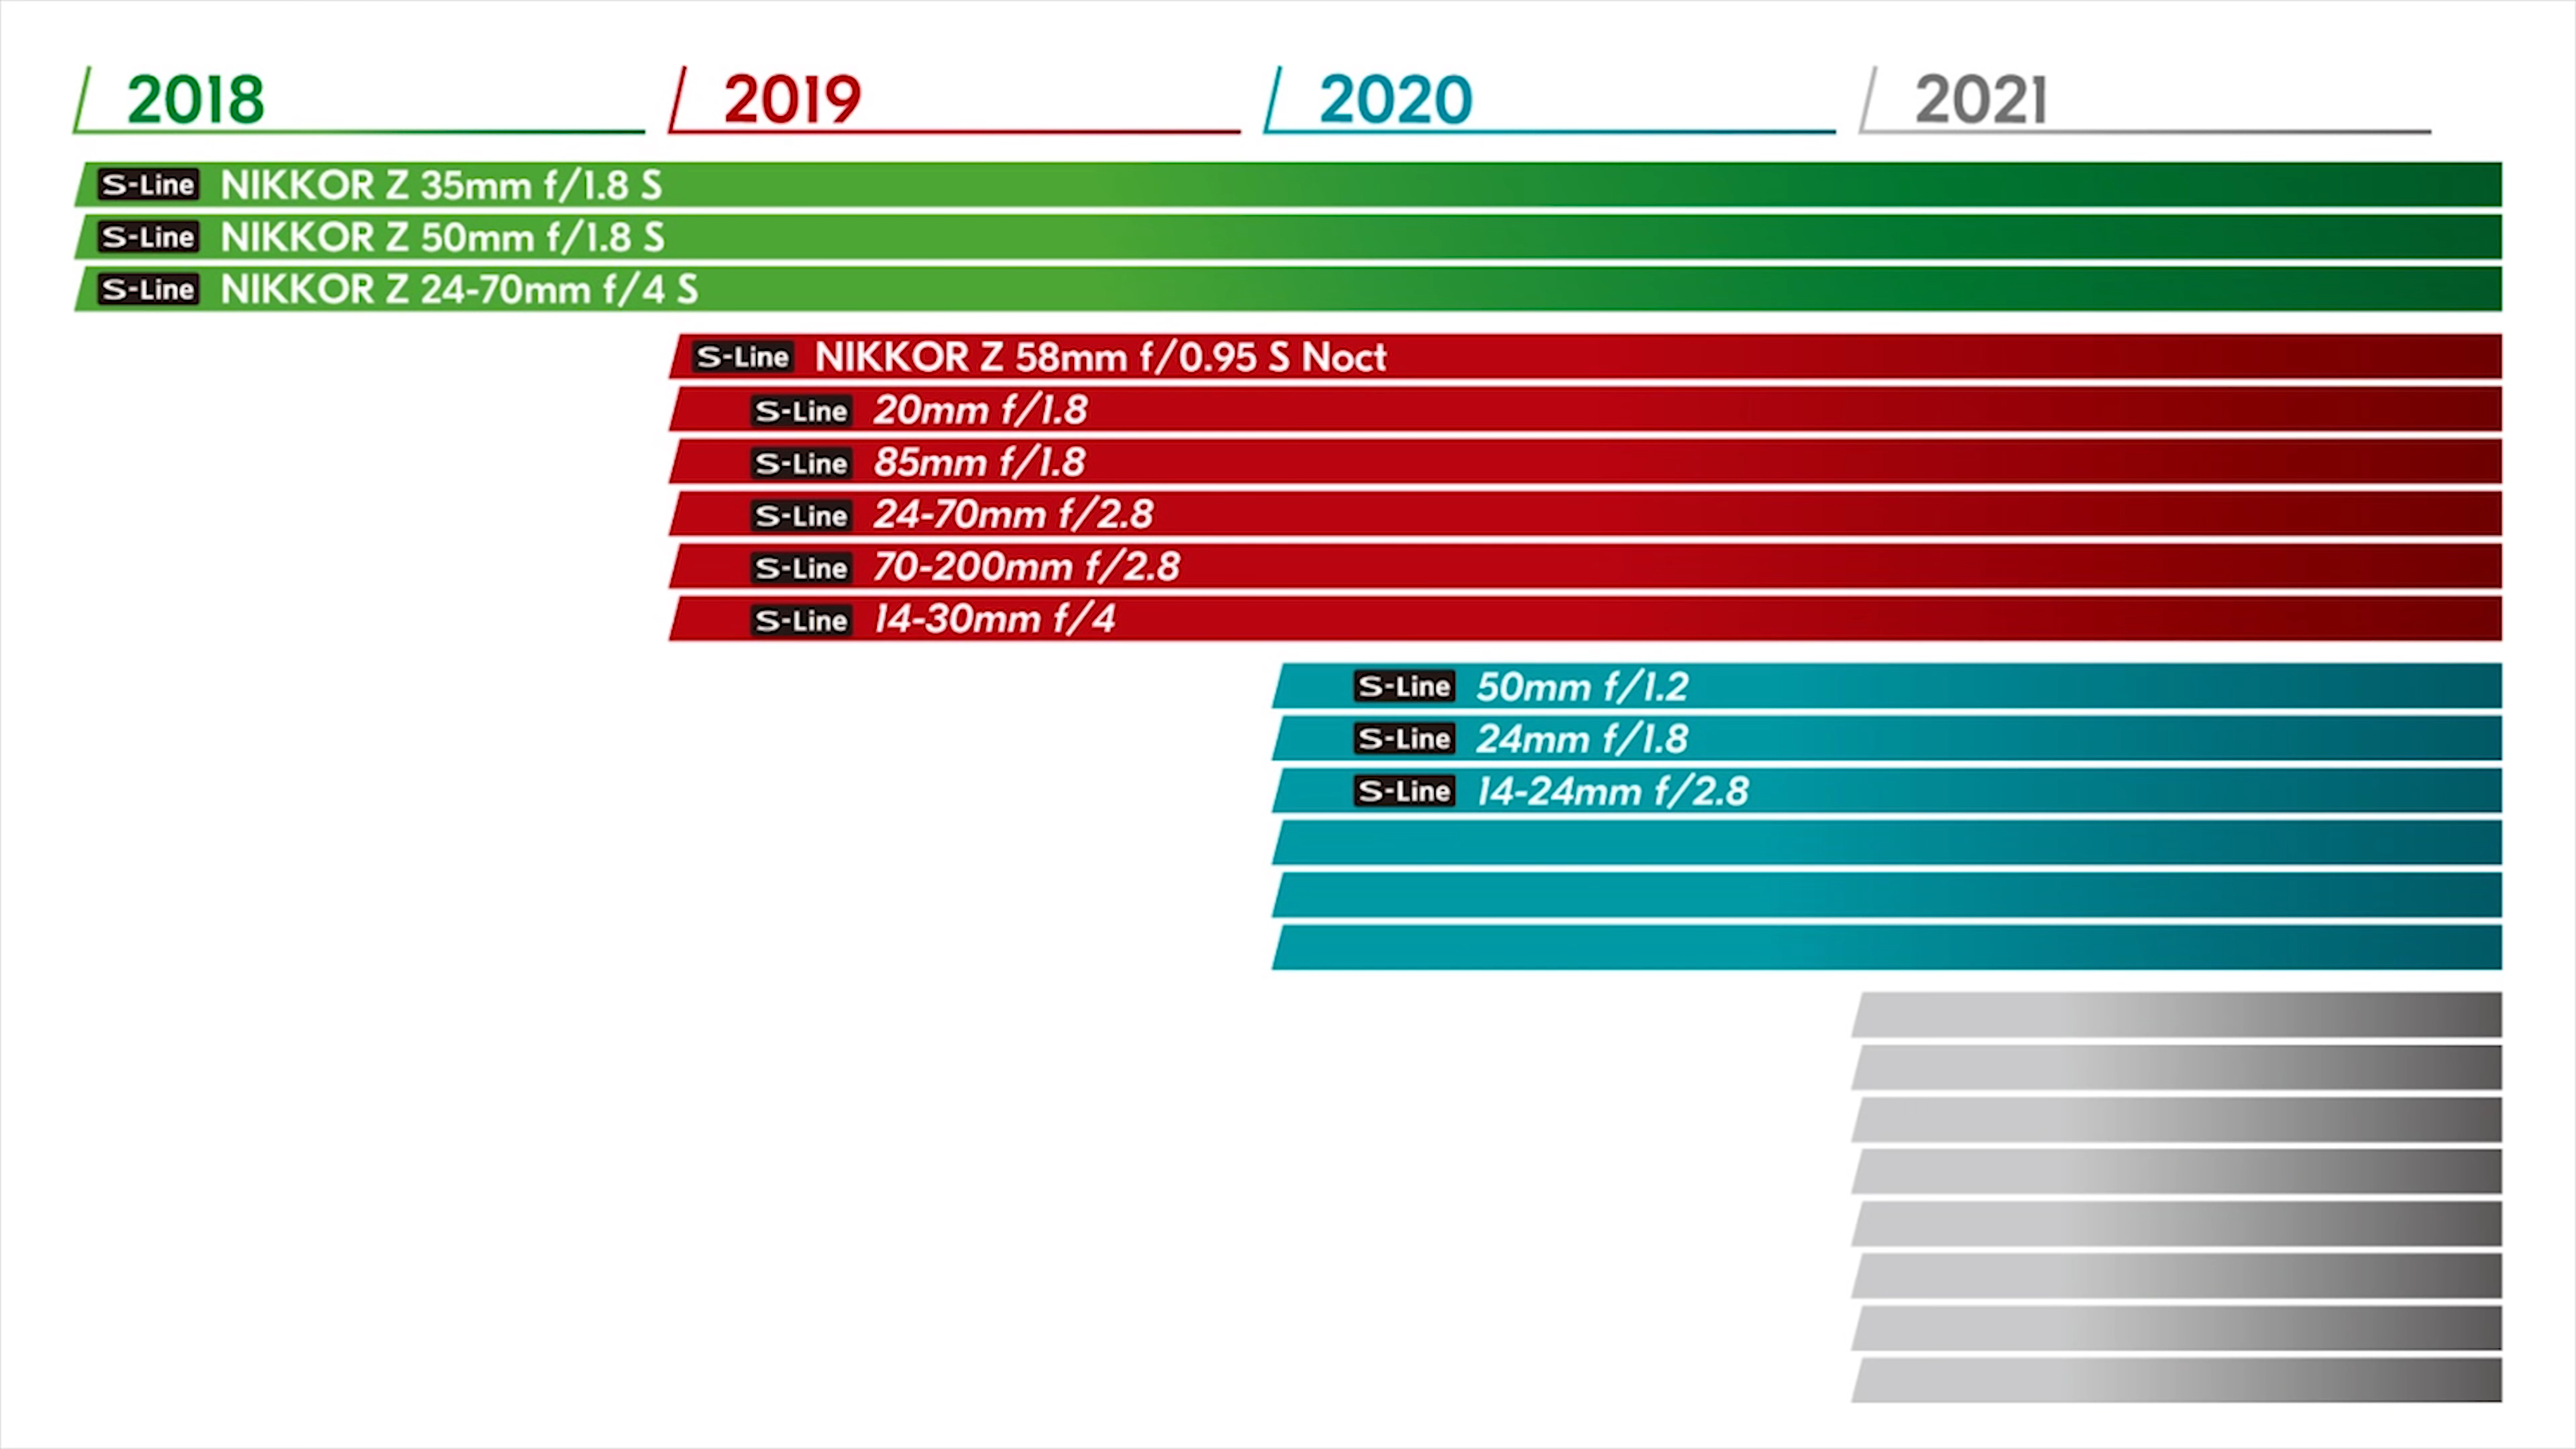 2018 2019 2020 2021
S-Line NIKKOR Z 35mm f/1.8 S
S-Line NIKKOR Z 50mm f/1.8 S
S-Line NIKKOR Z 24-70mm f/4 S
S-Line NIKKOR Z 58mm f/0.95 S Noct
S-Line 20mm f/1.8
S-Line 85mm f/1.8
S-Line 24-70mm f/2.8
S-Line 70-200mm f/2.8
S-Line 14-30mm f/4
S-Line 50mm f/1.2
S-Line 24mm f/1.8
S-Line 14-24mm f/2.8